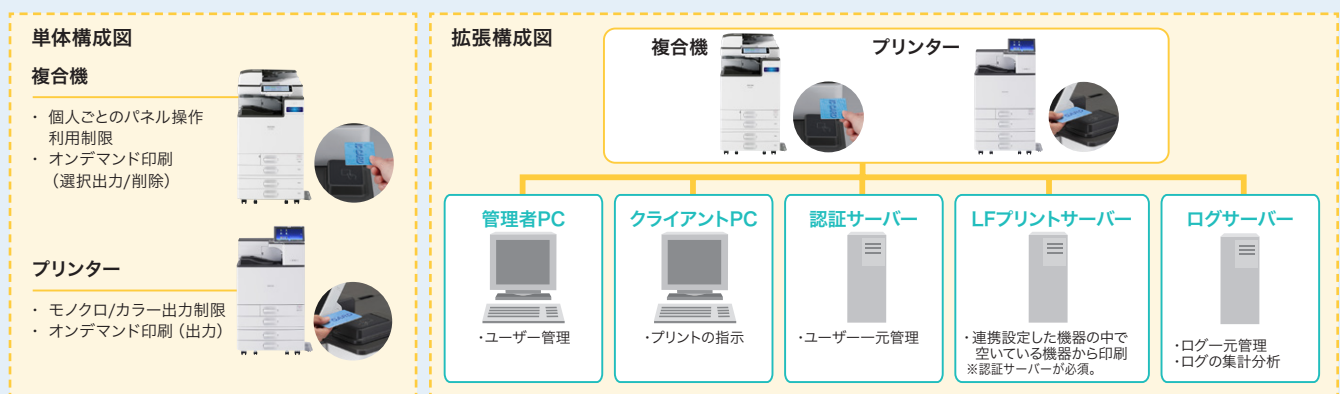 単体構成図
複合機
・ 個人ごとのパネル操作
利用制限
・ オンデマンド印刷
（選択出力/削除）
プリンター
・ モノクロ/カラー出力制限
・ オンデマンド印刷（出力）
拡張構成図
複合機
プリンター
管理者PC
・ユーザー管理
クライアントPC
・プリントの指示
認証サーバー
・ユーザー一元管理
LFプリントサーバー
・連携設定した機器の中で
空いている機器から印刷
※認証サーバーが必須。
ログサーバー
・ログ一元管理
・ログの集計分析